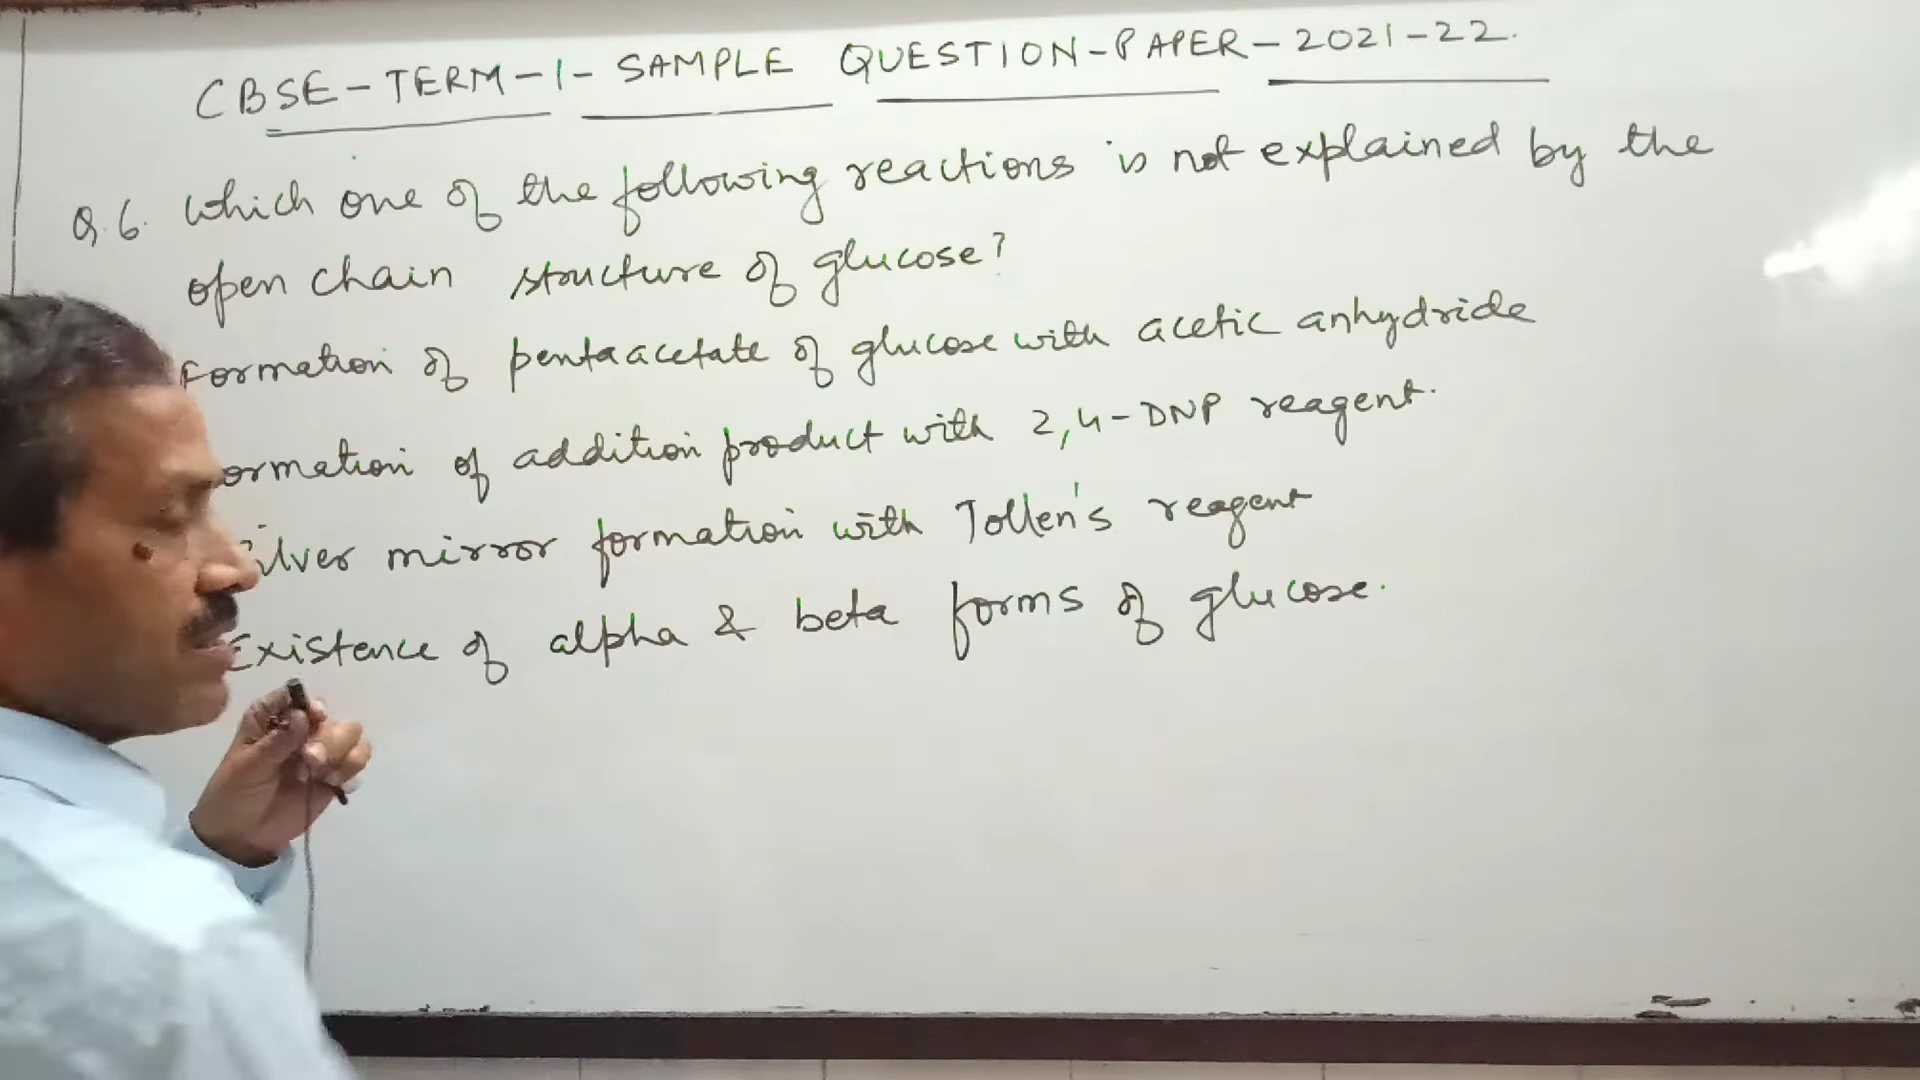 CBSE-TERM-1-SAMPLE QUESTION-PAPER-2021-22.
Q.6. Which one of the following reactions is not explained by the
open chain structure of glucose?
Formation of pentaacetate of glucose with acetic anhydride
ormation of addition product with 2,4-DNP reagent.
ilver mirror formation with Tollen's reagent
Existence of alpha & beta forms of glucose.